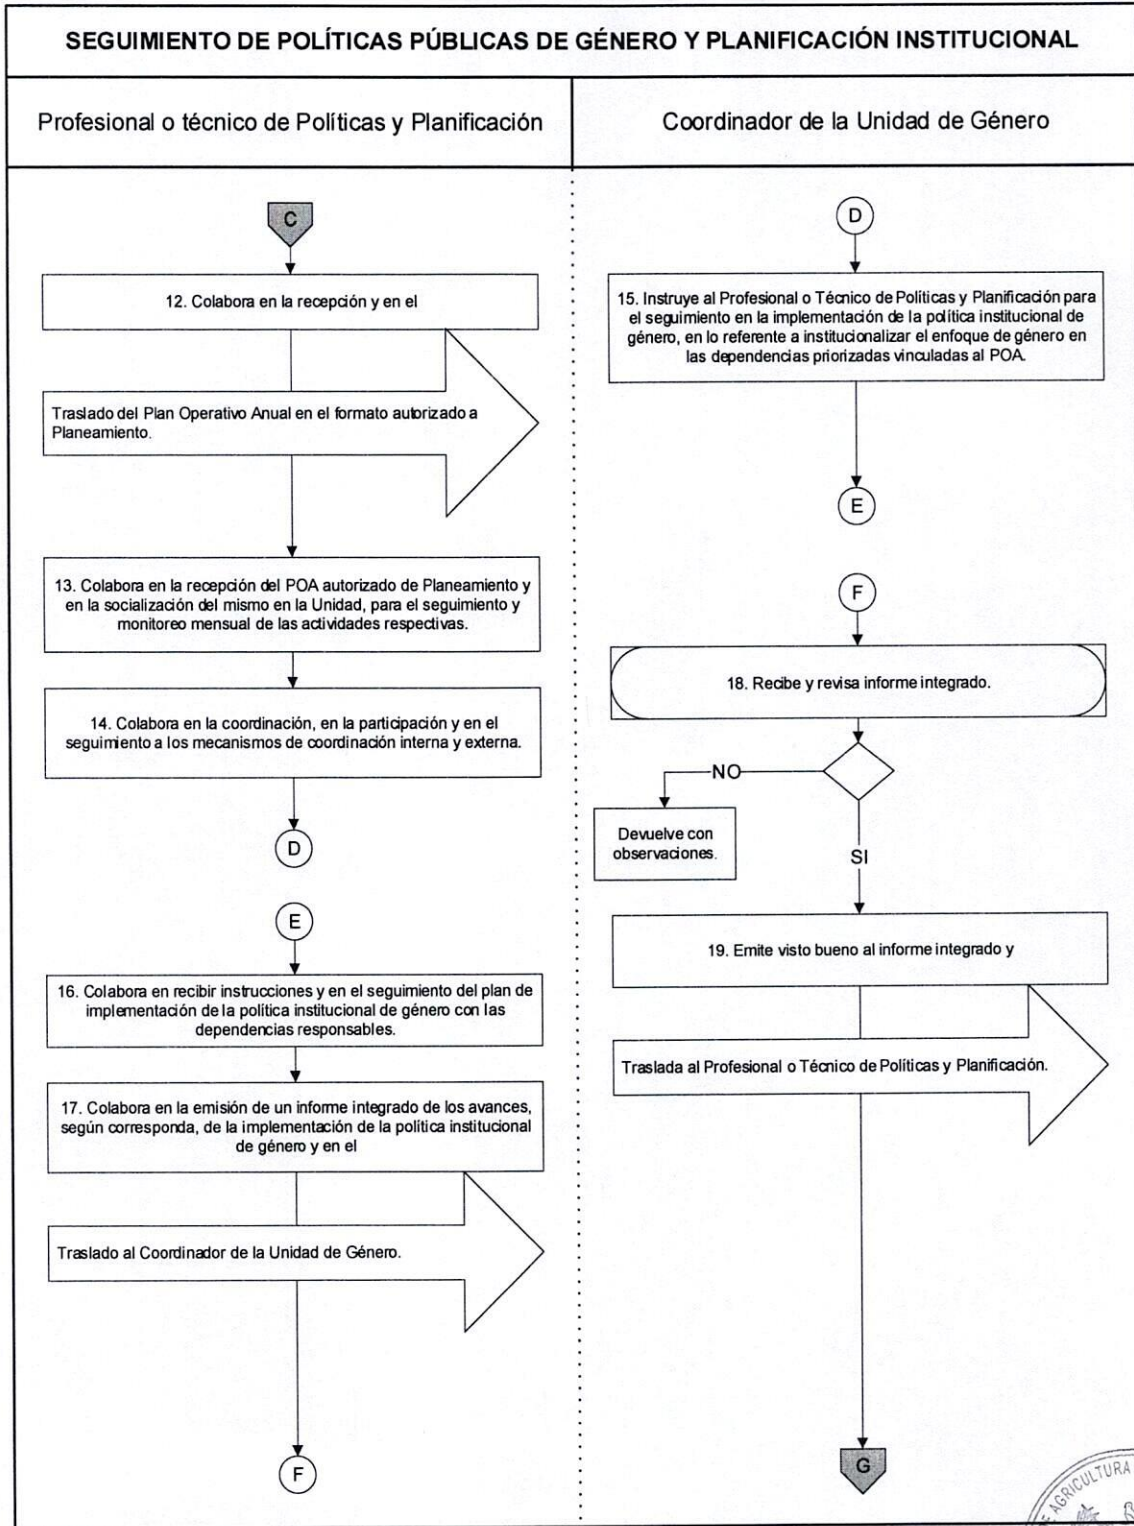 SEGUIMIENTO DE POLÍTICAS PÚBLICAS DE GÉNERO Y PLANIFICACIÓN INSTITUCIONAL
Profesional o técnico de Políticas y Planificación
Coordinador de la Unidad de Género
C
12. Colabora en la recepción y en el
Traslado del Plan Operativo Anual en el formato autorizado a
Planeamiento.
13. Colabora en la recepción del POA autorizado de Planeamiento y
en la socialización del mismo en la Unidad, para el seguimiento y
monitoreo mensual de las actividades respectivas.
14. Colabora en la coordinación, en la participación y en el
seguimiento a los mecanismos de coordinación interna y externa.
D
D
15. Instruye al Profesional o Técnico de Políticas y Planificación para
el seguimiento en la implementación de la política institucional de
género, en lo referente a institucionalizar el enfoque de género en
las dependencias priorizadas vinculadas al POA.
E
E
16. Colabora en recibir instrucciones y en el seguimiento del plan de
implementación de la política institucional de género con las
dependencias responsables.
17. Colabora en la emisión de un informe integrado de los avances,
según corresponda, de la implementación de la política institucional
de género y en el
Traslado al Coordinador de la Unidad de Género.
F
F
18. Recibe y revisa informe integrado.
NO
Devuelve con
observaciones.
SI
19. Emite visto bueno al informe integrado y
Traslada al Profesional o Técnico de Políticas y Planificación.
G
AGRICULTURA